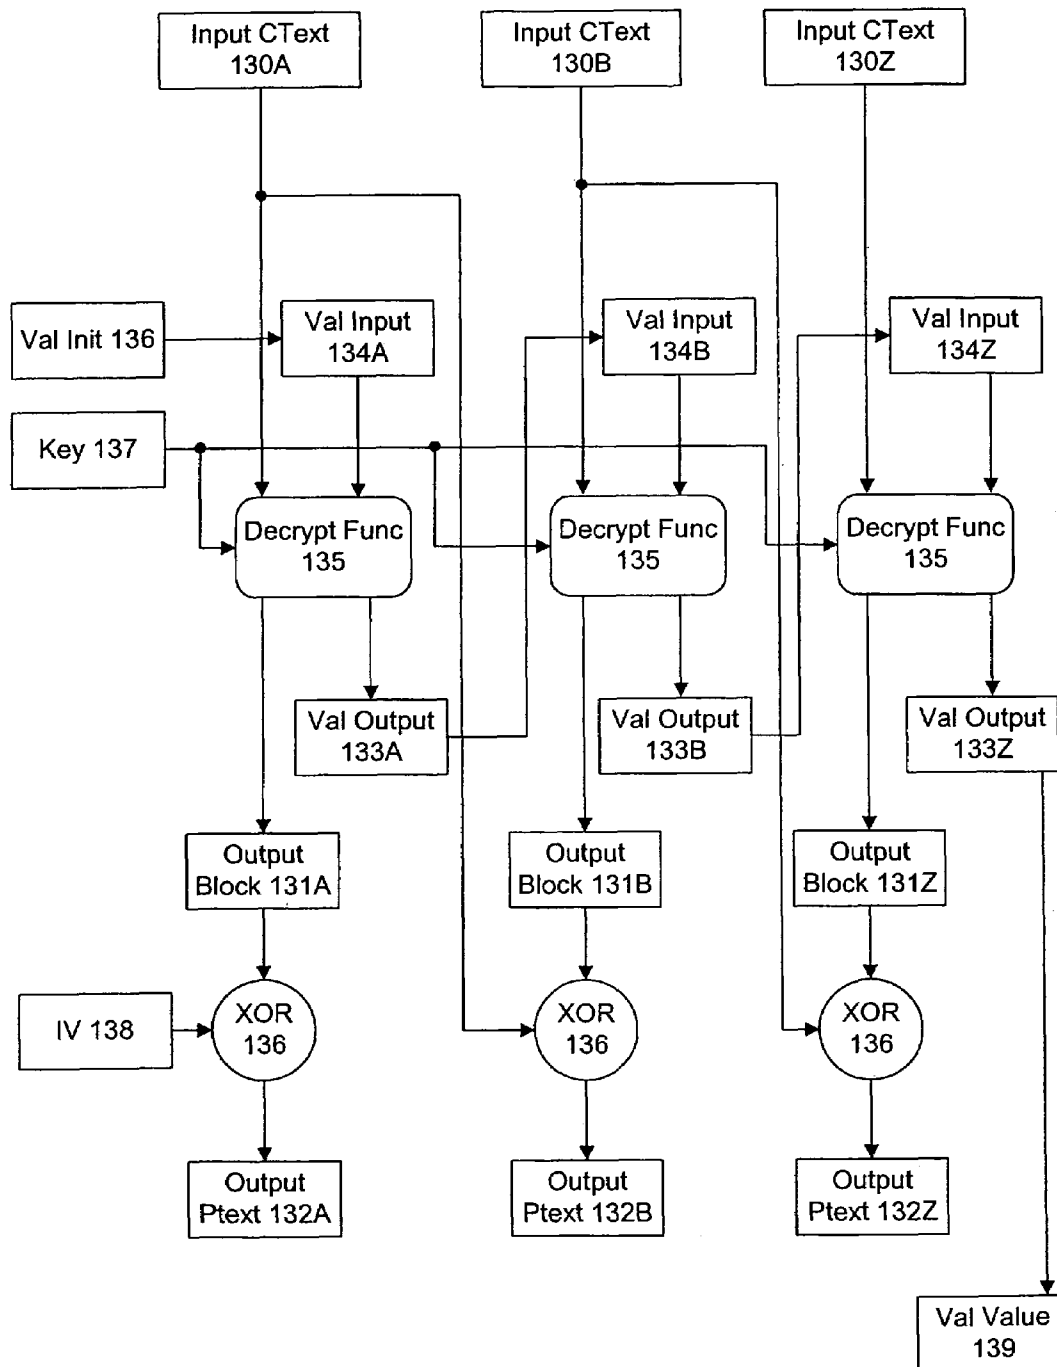 Input CText
130A
Input CText
130B
Input CText
130Z
Val Init 136
Val Input
134A
Val Input
134B
Val Input
134Z
Key 137
Decrypt Func
135
Decrypt Func
135
Decrypt Func
135
Val Output
133A
Val Output
133B
Val Output
133Z
Output
Block 131A
Output
Block 131B
Output
Block 131Z
IV 138
XOR
136
XOR
136
XOR
136
Output
Ptext 132A
Output
Ptext 132B
Output
Ptext 132Z
Val Value
139